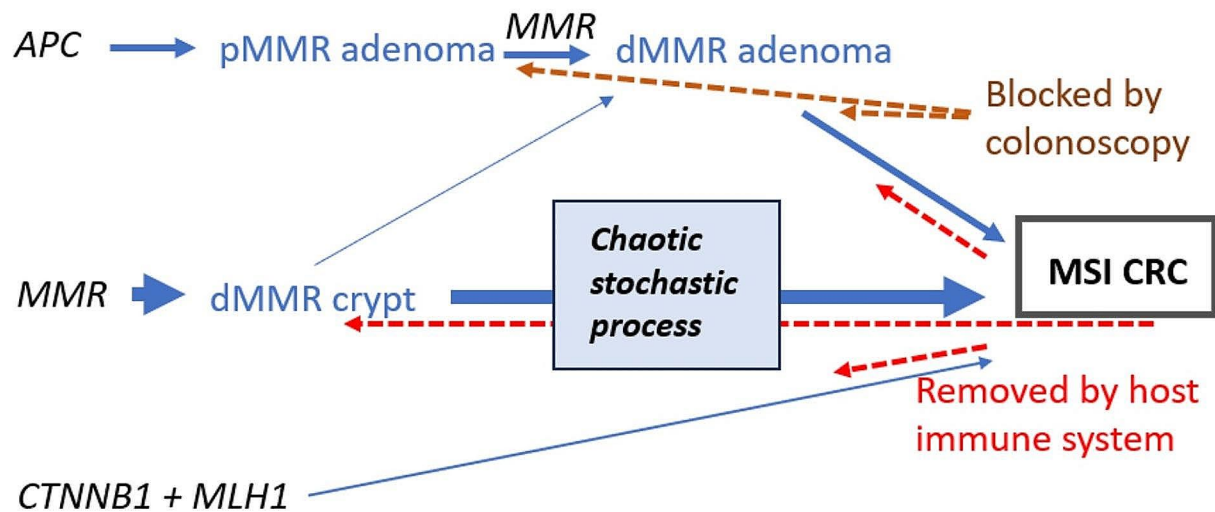 MMR
APC
pMMR adenoma
dMMR adenoma
Blocked by
colonoscopy
Chaotic
stochastic
process
MSI CRC
MMR
dMMR crypt
Removed by host
immune system
CTNNB1 + MLH1